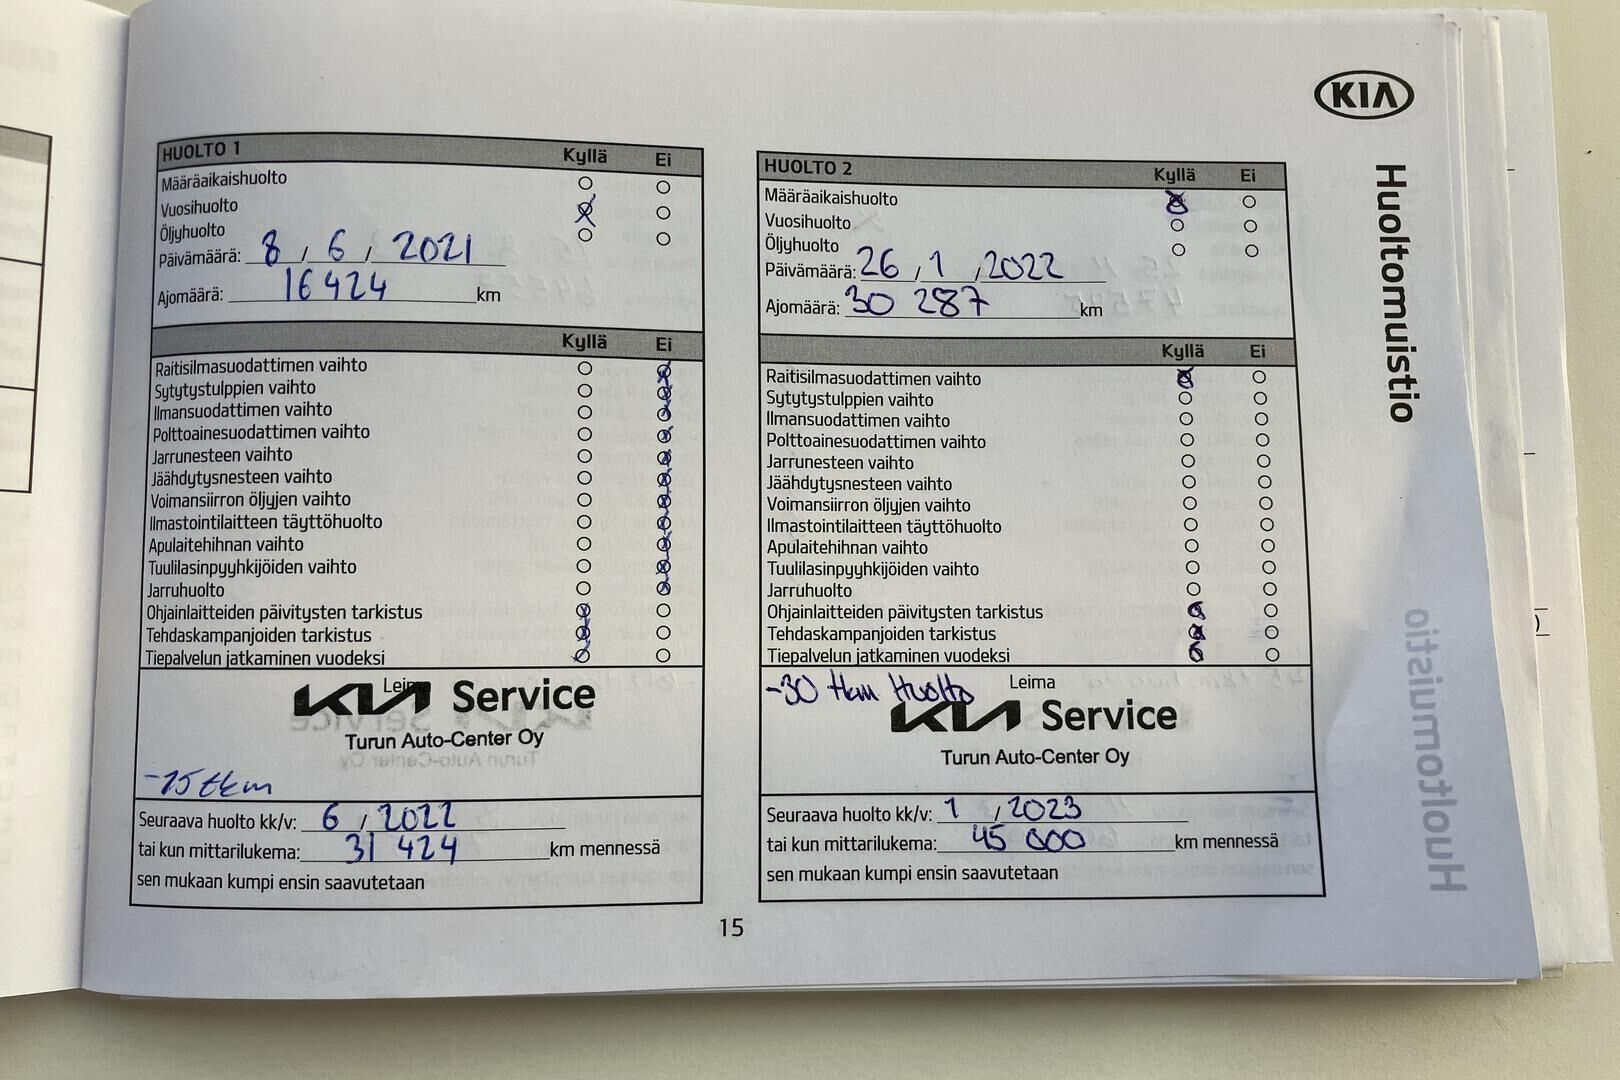 KIA
Huoltomuistio
HUOLTO 1 Kyllä Ei
Määräaikaishuolto
Vuosihuolto
Öljyhuolto
Päivämäärä: 8 / 6 / 2021
Ajomäärä: 16 424 km
Kyllä Ei
Raitisilmasuodattimen vaihto
Sytytystulppien vaihto
Ilmansuodattimen vaihto
Polttoainesuodattimen vaihto
Jarrunesteen vaihto
Jäähdytysnesteen vaihto
Voimansiirron öljyjen vaihto
Ilmastointilaitteen täyttöhuolto
Apulaitehihnan vaihto
Tuulilasinpyyhkijöiden vaihto
Jarruhuolto
Ohjainlaitteiden päivitysten tarkistus
Tehdaskampanjoiden tarkistus
Tiepalvelun jatkaminen vuodeksi
Leima
KIA Service
Turun Auto-Center Oy
-15 tkm
Seuraava huolto kk/v: 6 / 2022
tai kun mittarilukema: 31 424 km mennessä
sen mukaan kumpi ensin saavutetaan
HUOLTO 2 Kyllä Ei
Määräaikaishuolto
Vuosihuolto
Öljyhuolto
Päivämäärä: 26 / 1 / 2022
Ajomäärä: 30 287 km
Kyllä Ei
Raitisilmasuodattimen vaihto
Sytytystulppien vaihto
Ilmansuodattimen vaihto
Polttoainesuodattimen vaihto
Jarrunesteen vaihto
Jäähdytysnesteen vaihto
Voimansiirron öljyjen vaihto
Ilmastointilaitteen täyttöhuolto
Apulaitehihnan vaihto
Tuulilasinpyyhkijöiden vaihto
Jarruhuolto
Ohjainlaitteiden päivitysten tarkistus
Tehdaskampanjoiden tarkistus
Tiepalvelun jatkaminen vuodeksi
-30 tkm Huolto Leima
KIA Service
Turun Auto-Center Oy
Seuraava huolto kk/v: 1 / 2023
tai kun mittarilukema: 45 000 km mennessä
sen mukaan kumpi ensin saavutetaan
15